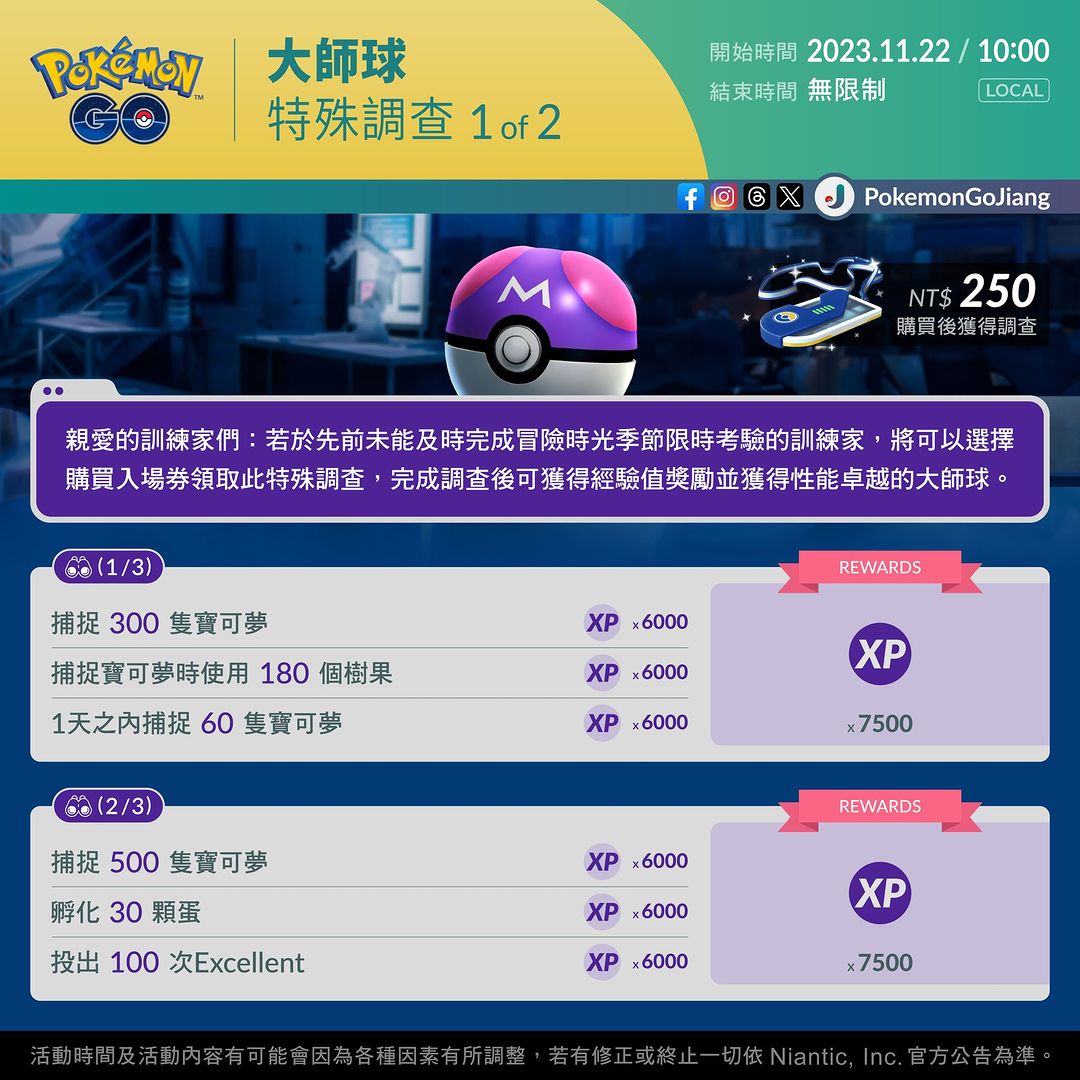 POKÉMON GO™
大師球
特殊調查 1 of 2
開始時間 2023.11.22 / 10:00
結束時間 無限制 LOCAL
PokemonGoJiang
M
NT$ 250
購買後獲得調查
親愛的訓練家們：若於先前未能及時完成冒險時光季節限時考驗的訓練家，將可以選擇
購買入場券領取此特殊調查，完成調查後可獲得經驗值獎勵並獲得性能卓越的大師球。
(1/3)
REWARDS
捕捉 300 隻寶可夢 XP x6000
捕捉寶可夢時使用 180 個樹果 XP x6000
1天之內捕捉 60 隻寶可夢 XP x6000
XP
x7500
(2/3)
REWARDS
捕捉 500 隻寶可夢 XP x6000
孵化 30 顆蛋 XP x6000
投出 100 次Excellent XP x6000
XP
x7500
活動時間及活動內容有可能會因為各種因素有所調整，若有修正或終止一切依 Niantic, Inc. 官方公告為準。